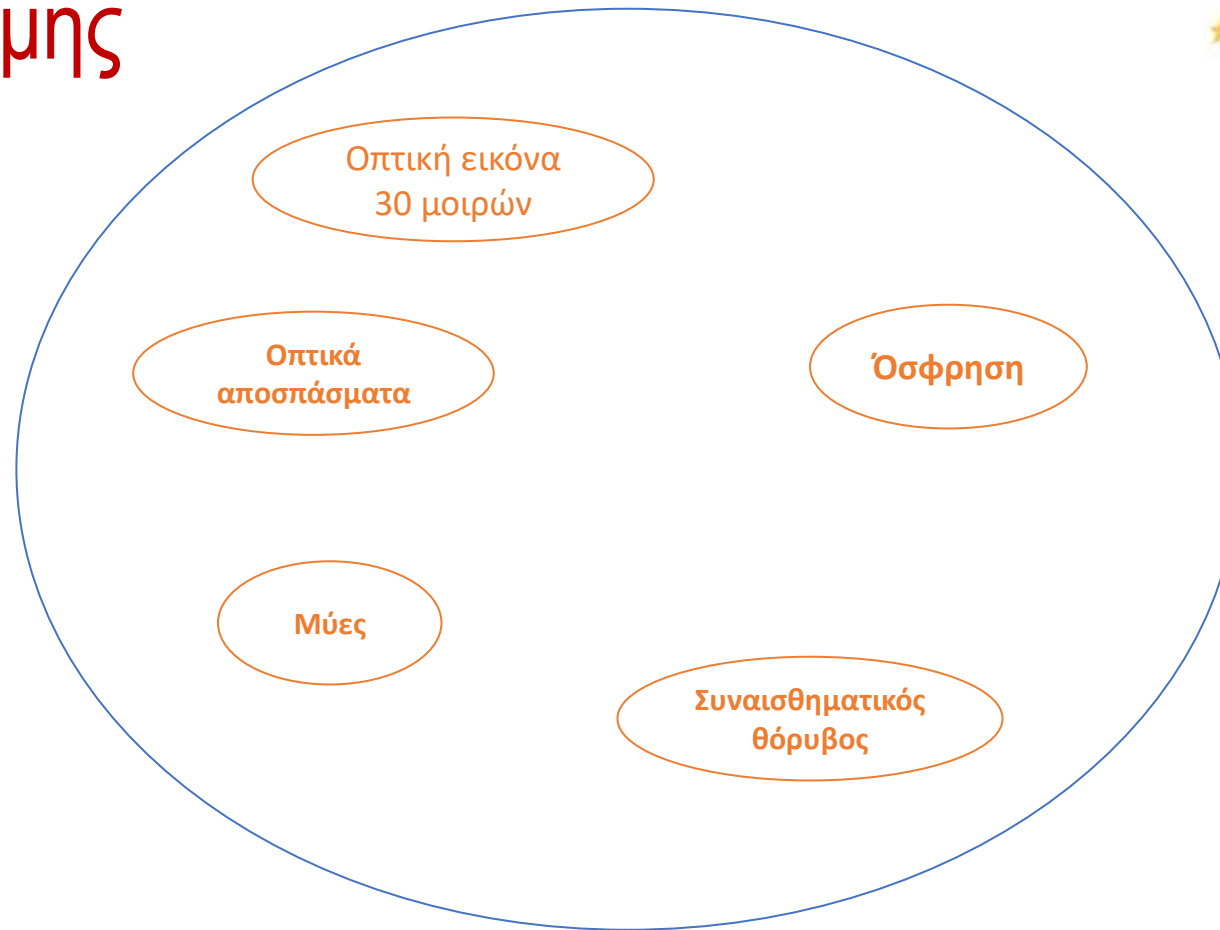 μης
Οπτική εικόνα
30 μοιρών
Οπτικά
αποσπάσματα
Όσφρηση
Μύες
Συναισθηματικός
θόρυβος